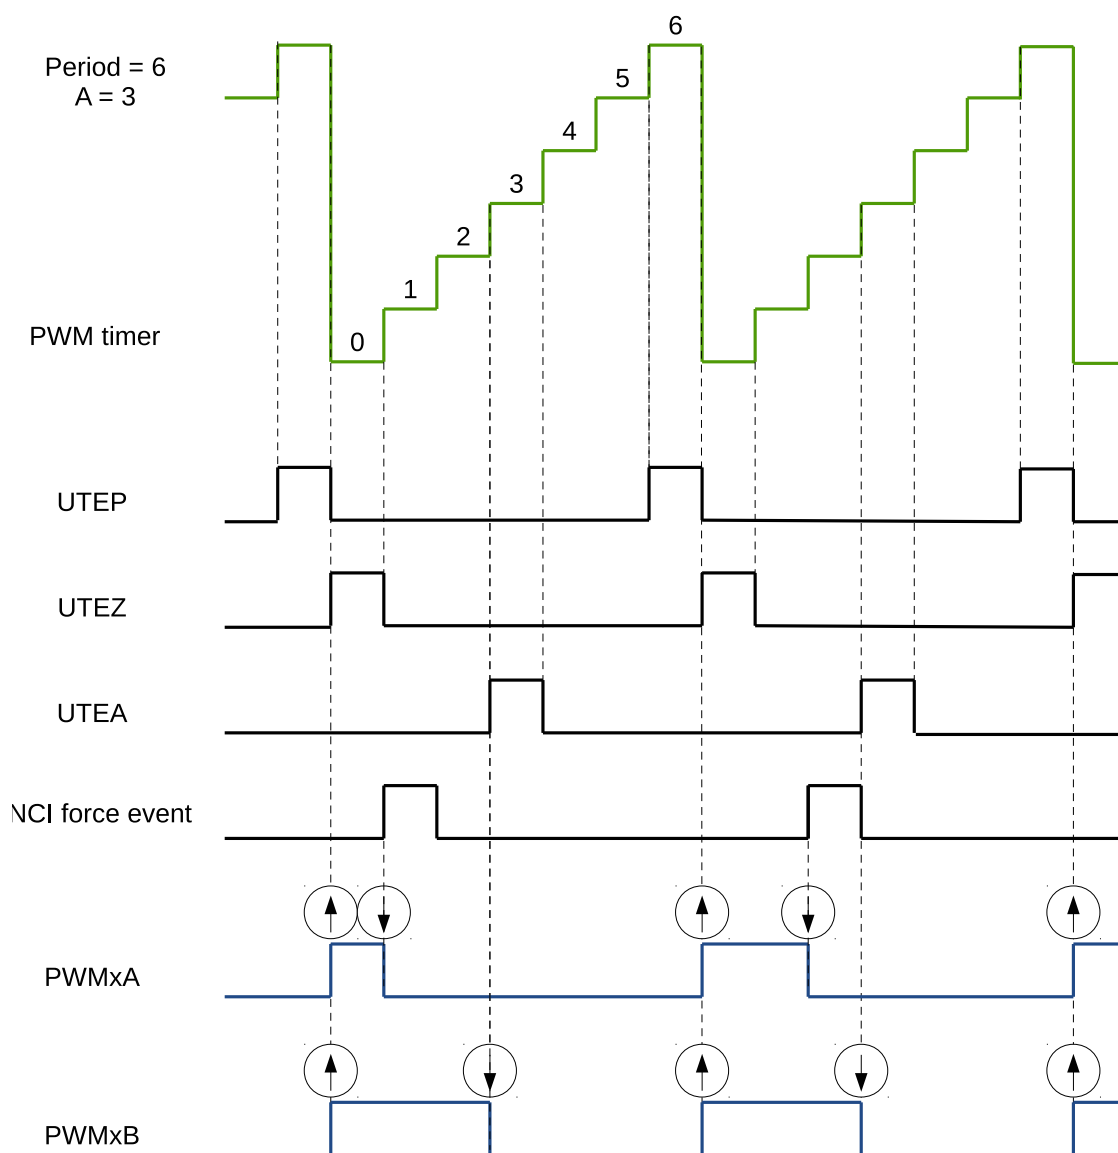 6
Period = 6
A = 3
5
4
3
2
1
0
PWM timer
UTEP
UTEZ
UTEA
NCI force event
PWMxA
PWMxB